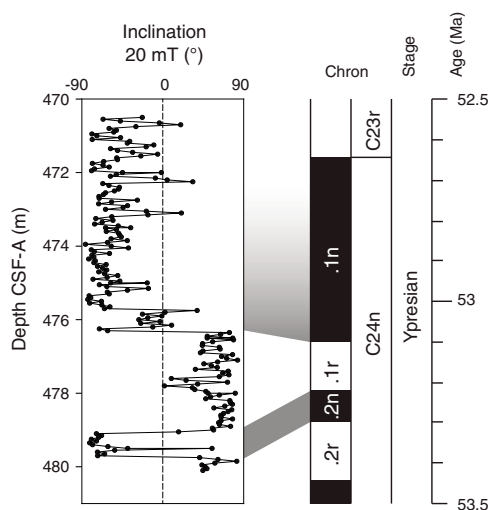 Inclination
20 mT (°)
-90 0 90
Depth CSF-A (m)
470
472
474
476
478
480
Chron
Stage
Age (Ma)
C23r
C24n
.1n
.1r
.2n
.2r
Ypresian
52.5
53
53.5